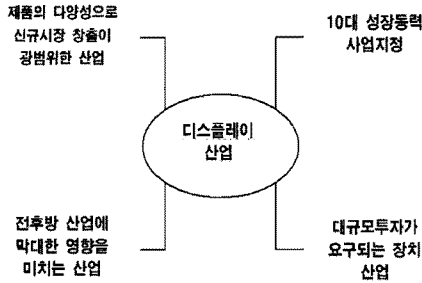 제품의 다양성으로
신규시장 창출이
광범위한 산업
10대 성장동력
사업지정
디스플레이
산업
전후방 산업에
막대한 영향을
미치는 산업
대규모투자가
요구되는 장치
산업